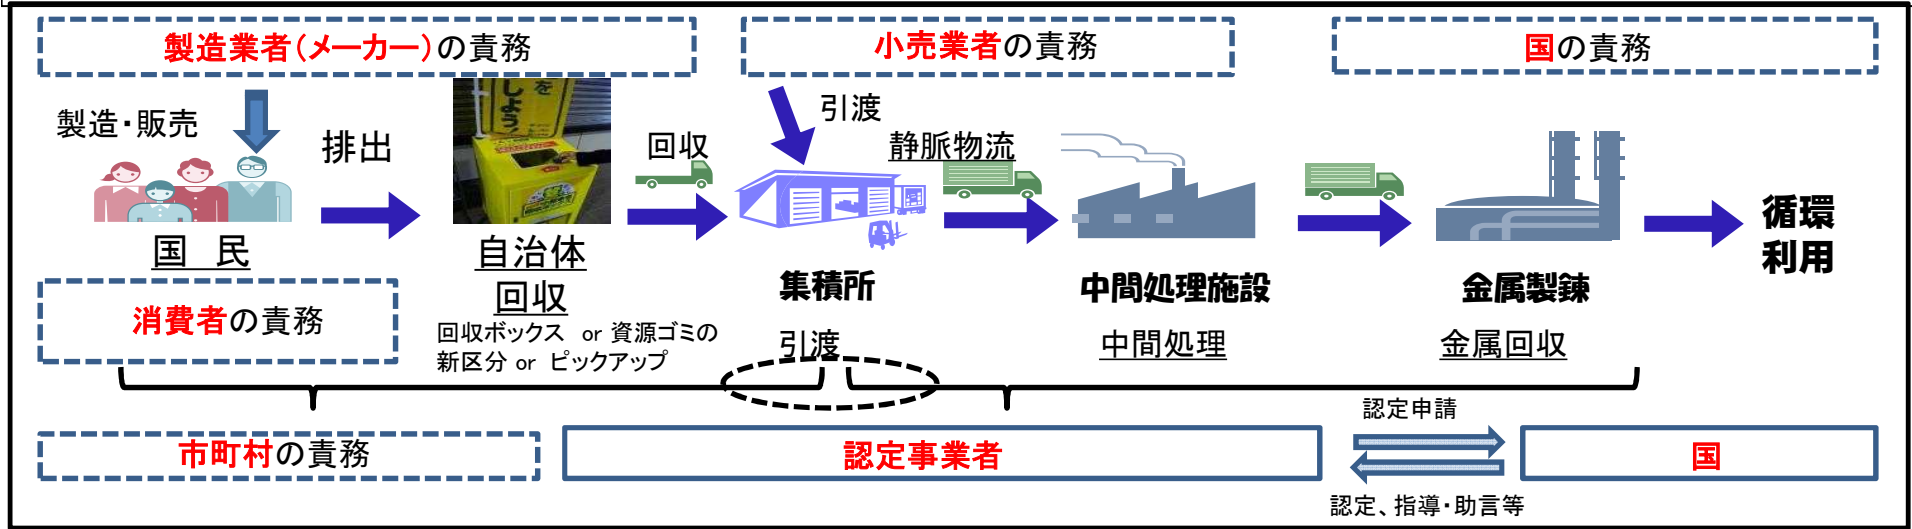 製造業者(メーカー)の責務
小売業者の責務
国の責務
製造・販売
排出
を
しよう!
回収
引渡
静脈物流
国 民
自治体
回収
回収ボックス or 資源ゴミの
新区分 or ピックアップ
集積所
引渡
中間処理施設
中間処理
金属製錬
金属回収
循環
利用
消費者の責務
市町村の責務
認定事業者
認定申請
認定、指導・助言等
国